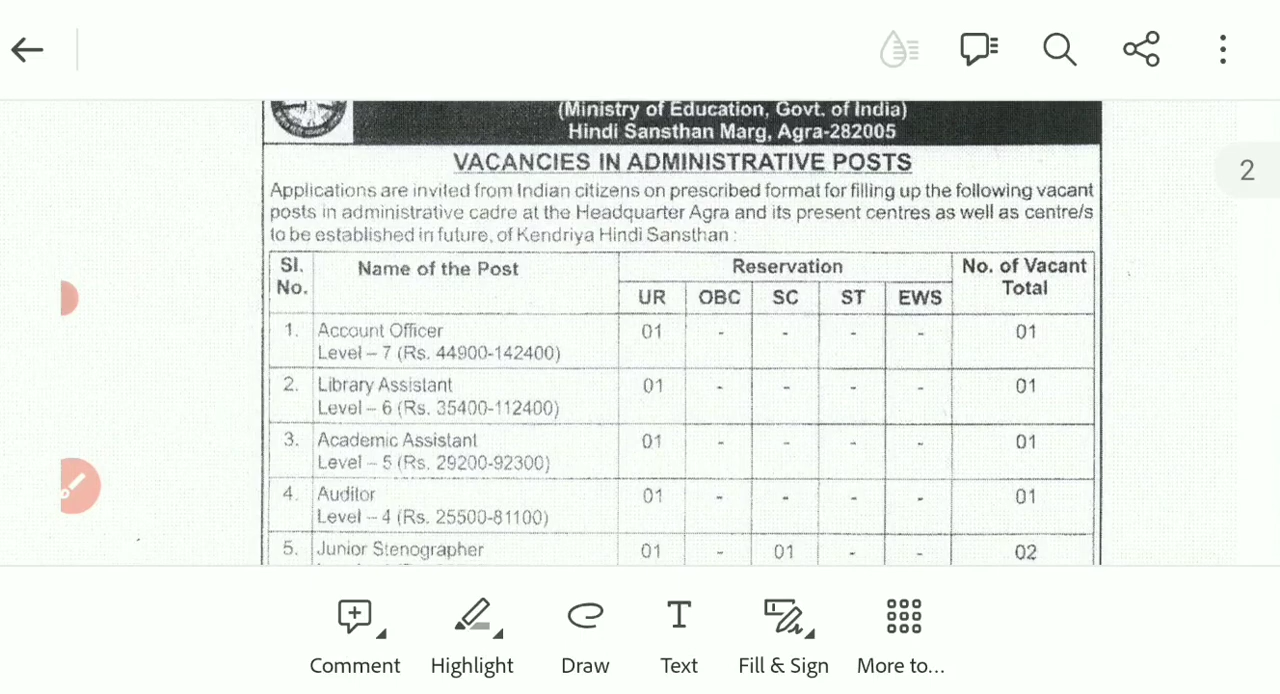 2
(Ministry of Education, Govt. of India)
Hindi Sansthan Marg, Agra-282005
VACANCIES IN ADMINISTRATIVE POSTS
Applications are invited from Indian citizens on prescribed format for filling up the following vacant
posts in administrative cadre at the Headquarter Agra and its present centres as well as centre/s
to be established in future, of Kendriya Hindi Sansthan :
Sl. No. Name of the Post Reservation No. of Vacant Total
UR OBC SC ST EWS
1. Account Officer 01 - - - - 01
Level – 7 (Rs. 44900-142400)
2. Library Assistant 01 - - - - 01
Level – 6 (Rs. 35400-112400)
3. Academic Assistant 01 - - - - 01
Level – 5 (Rs. 29200-92300)
4. Auditor 01 - - - - 01
Level – 4 (Rs. 25500-81100)
5. Junior Stenographer 01 - 01 - - 02
Comment Highlight Draw Text Fill & Sign More to...